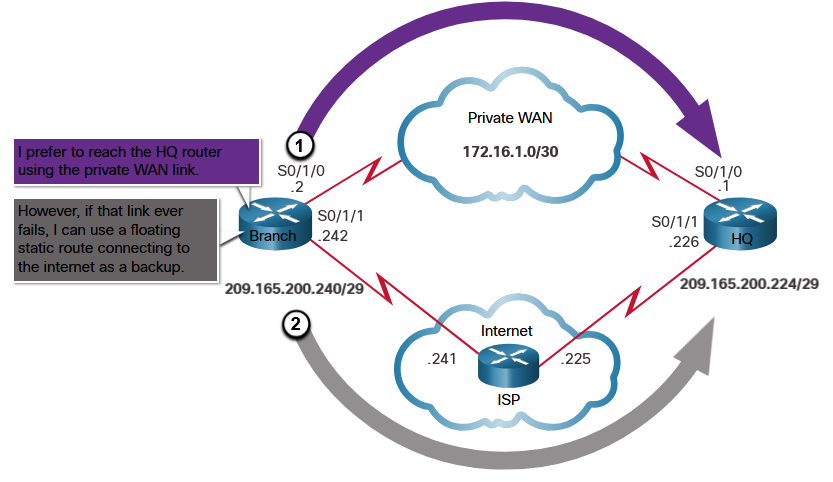 Private WAN
172.16.1.0/30
1
I prefer to reach the HQ router
using the private WAN link.
S0/1/0
.2
S0/1/0
.1
However, if that link ever
fails, I can use a floating
static route connecting to
the internet as a backup.
S0/1/1
.242
Branch
S0/1/1
.226
HQ
209.165.200.240/29
209.165.200.224/29
2
Internet
.241
.225
ISP